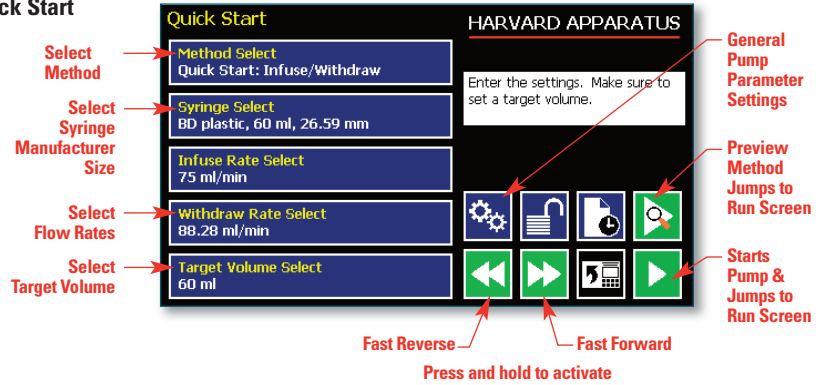 ck Start
Quick Start
HARVARD APPARATUS
Select
Method
Method Select
Quick Start: Infuse/Withdraw
Select
Syringe
Manufacturer
Size
Syringe Select
BD plastic, 60 ml, 26.59 mm
Infuse Rate Select
75 ml/min
Select
Flow Rates
Withdraw Rate Select
88.28 ml/min
Select
Target Volume
Target Volume Select
60 ml
Enter the settings. Make sure to
set a target volume.
General
Pump
Parameter
Settings
Preview
Method
Jumps to
Run Screen
Starts
Pump &
Jumps to
Run Screen
Fast Reverse
Fast Forward
Press and hold to activate